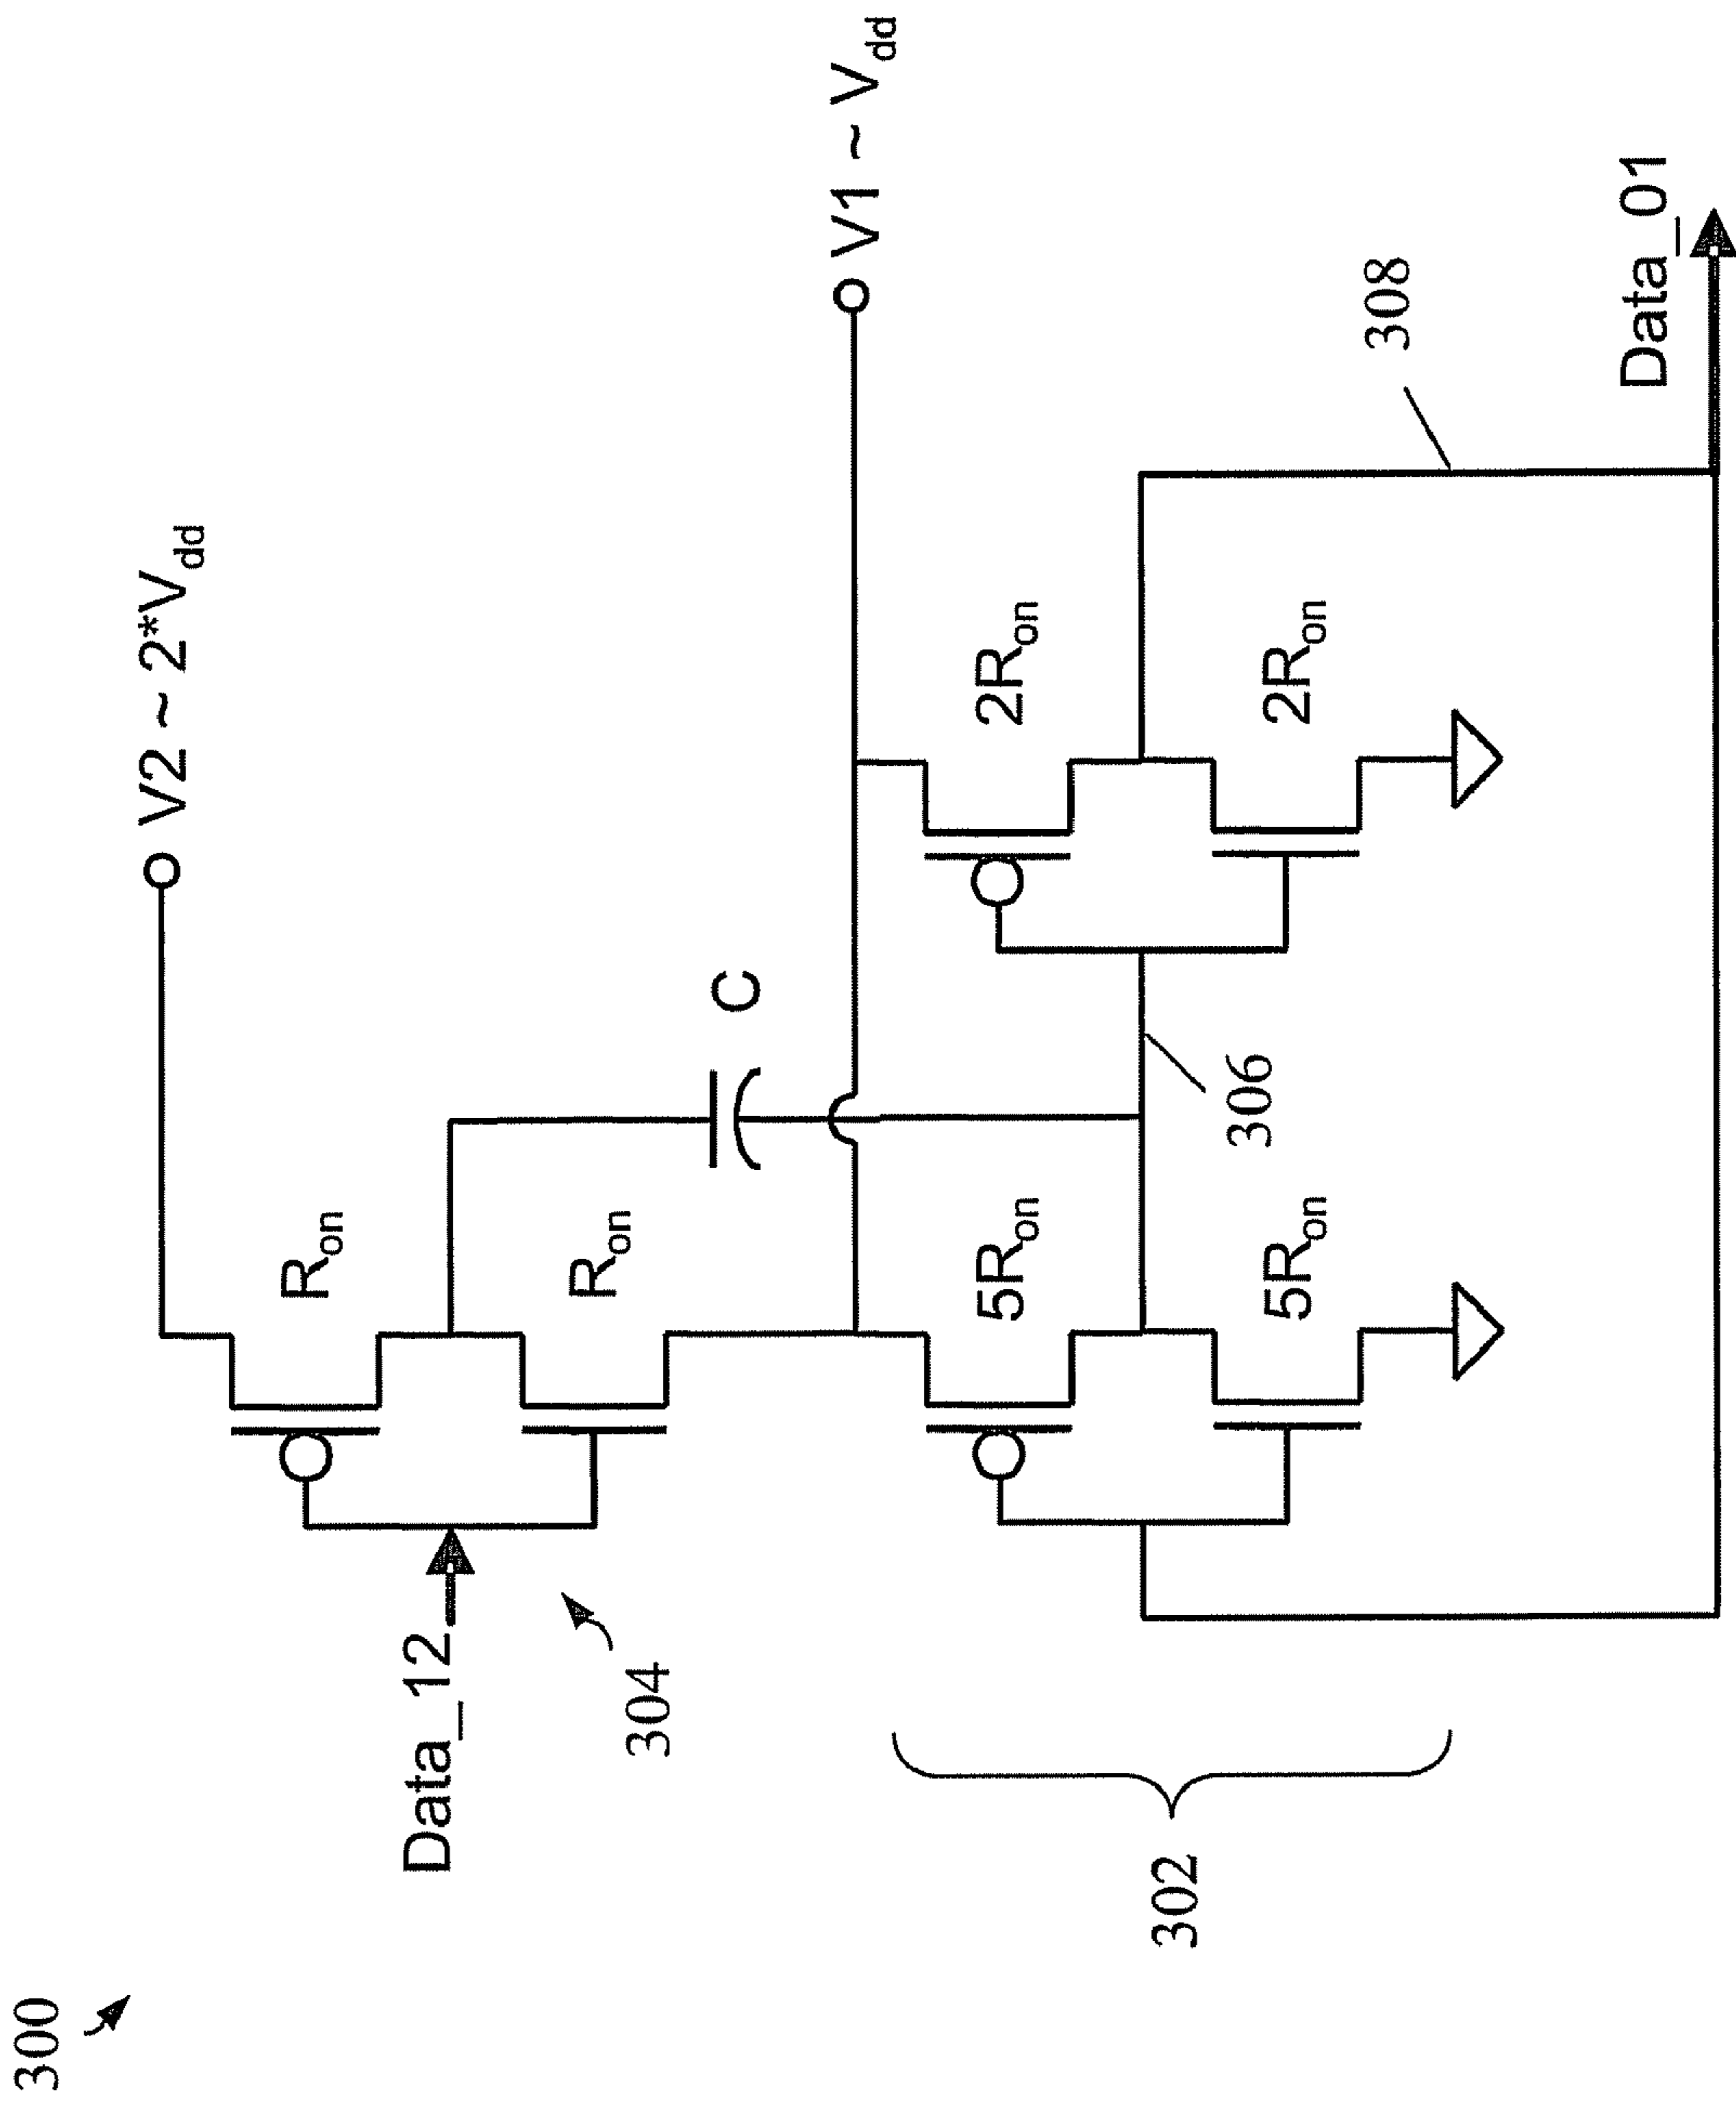 300
V2 ~ 2*Vdd
Data_12
Ron
Ron
304
C
V1 ~ Vdd
302
5Ron
5Ron
306
2Ron
2Ron
308
Data_01